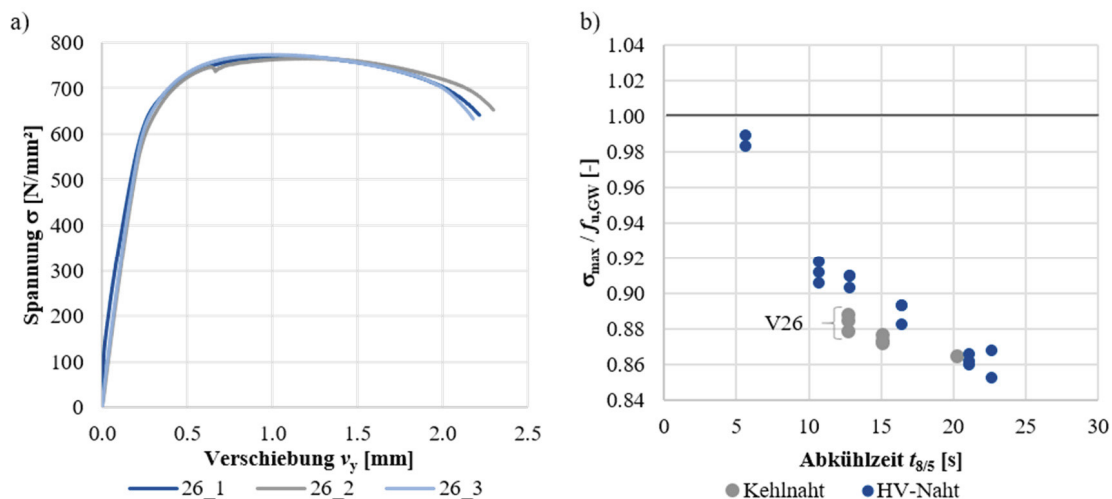 a)
Spannung σ [N/mm²]
800
700
600
500
400
300
200
100
0
0.0 0.5 1.0 1.5 2.0 2.5
Verschiebung vy [mm]
26_1 26_2 26_3
b)
σmax / fu,GW [-]
1.04
1.02
1.00
0.98
0.96
0.94
0.92
0.90
0.88
0.86
0.84
V26
0 5 10 15 20 25 30
Abkühlzeit t8/5 [s]
Kehlnaht HV-Naht